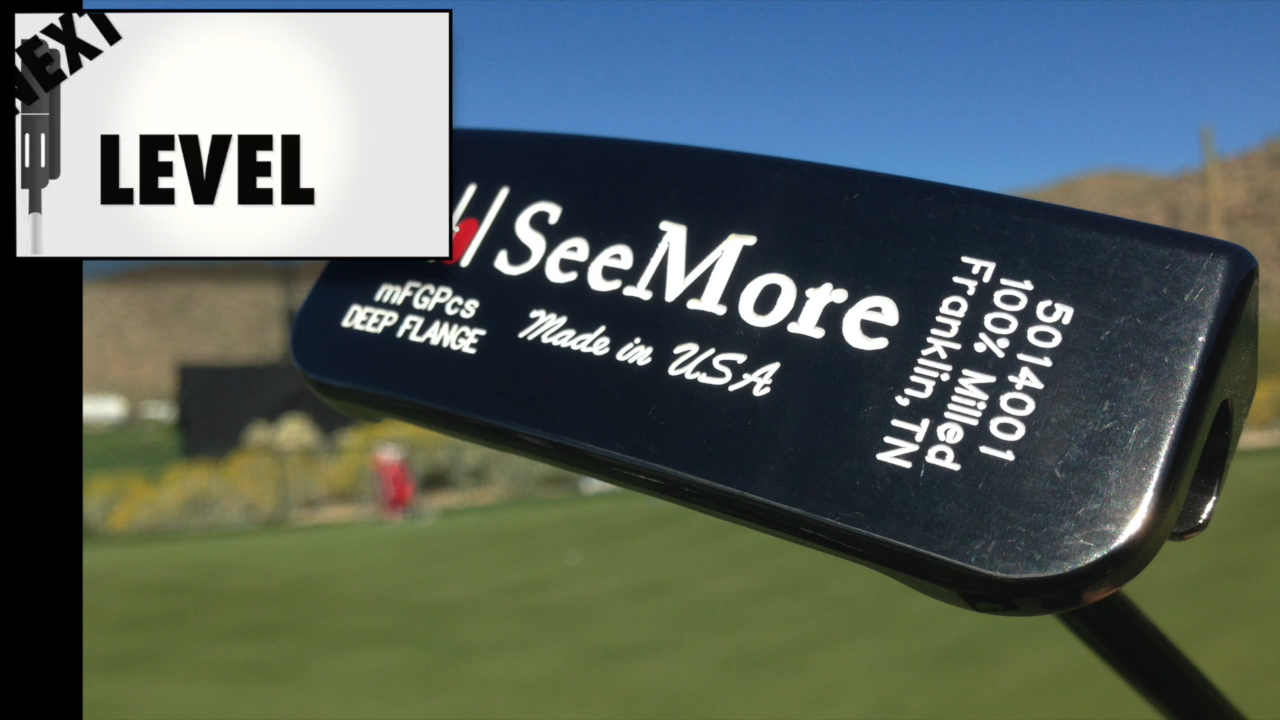 NEXT
LEVEL
SeeMore
mFGPcs
DEEP FLANGE
Made in USA
5014001
100% Milled
Franklin, TN